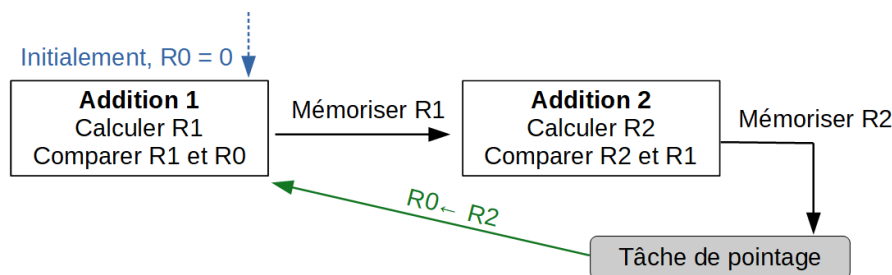 Initialement, R0 = 0
Addition 1
Calculer R1
Comparer R1 et R0
Mémoriser R1
Addition 2
Calculer R2
Comparer R2 et R1
Mémoriser R2
R0← R2
Tâche de pointage